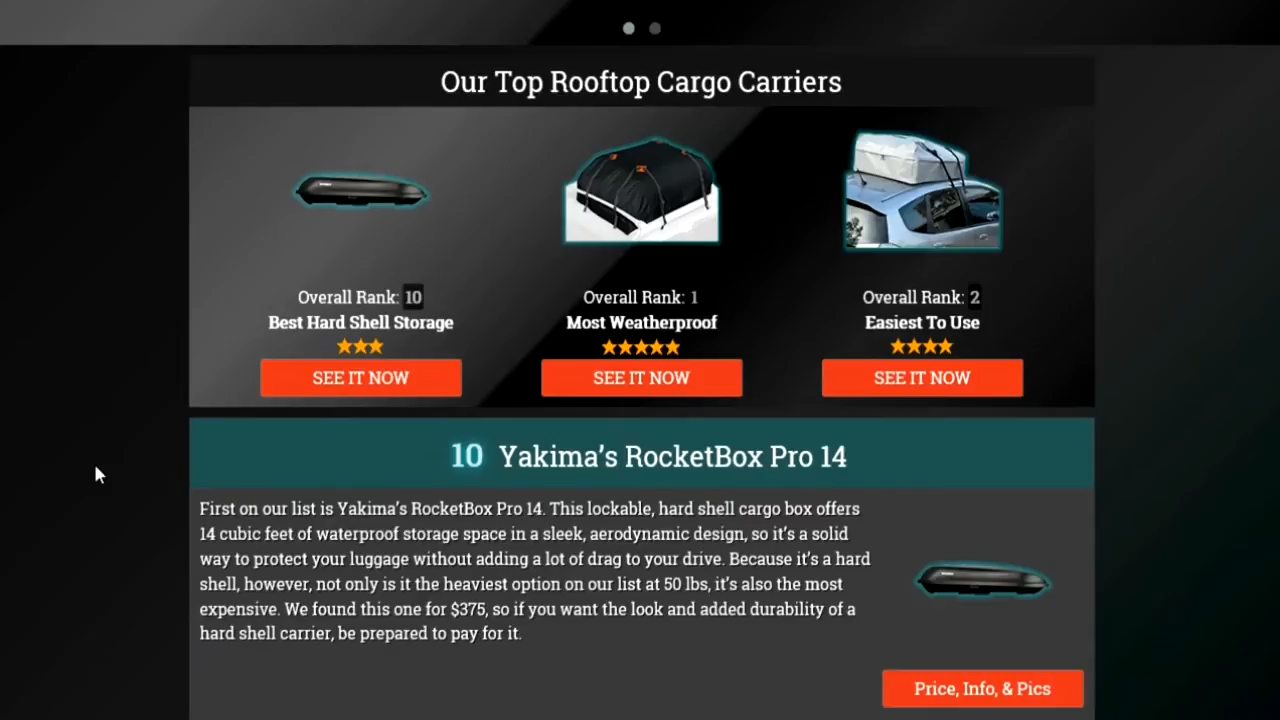 Our Top Rooftop Cargo Carriers
Overall Rank: 10
Best Hard Shell Storage
SEE IT NOW
Overall Rank: 1
Most Weatherproof
SEE IT NOW
Overall Rank: 2
Easiest To Use
SEE IT NOW
10 Yakima’s RocketBox Pro 14
First on our list is Yakima’s RocketBox Pro 14. This lockable, hard shell cargo box offers
14 cubic feet of waterproof storage space in a sleek, aerodynamic design, so it’s a solid
way to protect your luggage without adding a lot of drag to your drive. Because it’s a hard
shell, however, not only is it the heaviest option on our list at 50 lbs, it’s also the most
expensive. We found this one for $375, so if you want the look and added durability of a
hard shell carrier, be prepared to pay for it.
Price, Info, & Pics